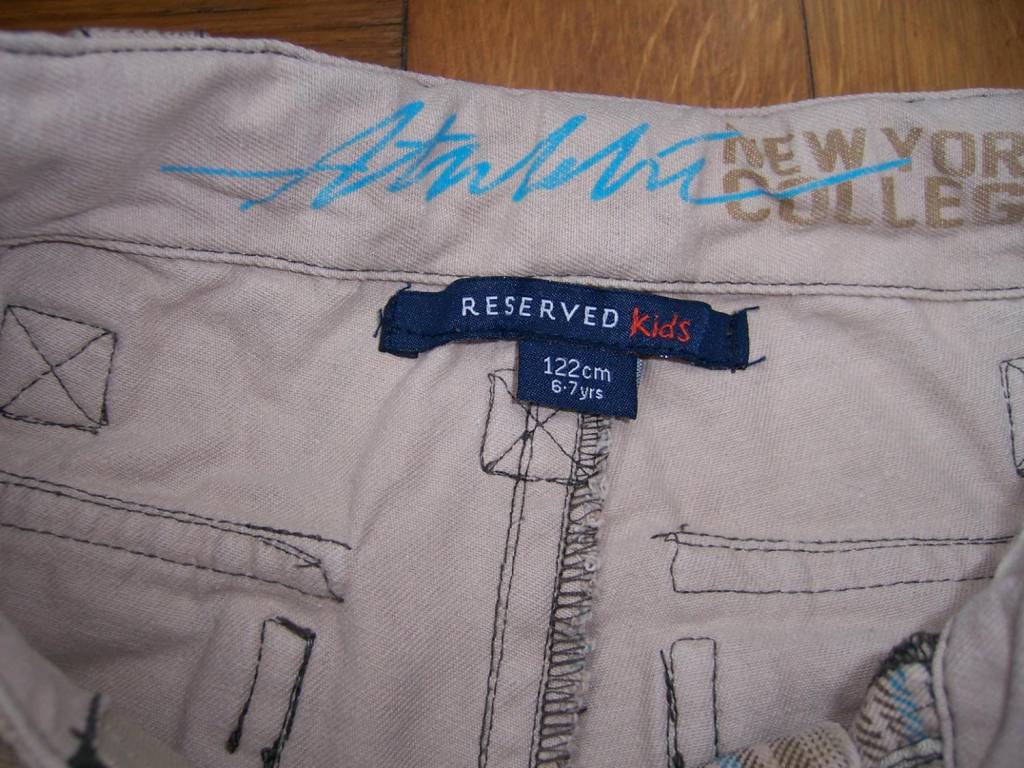 NEW YOR
COLLEG
RESERVED Kids
122cm
6-7yrs